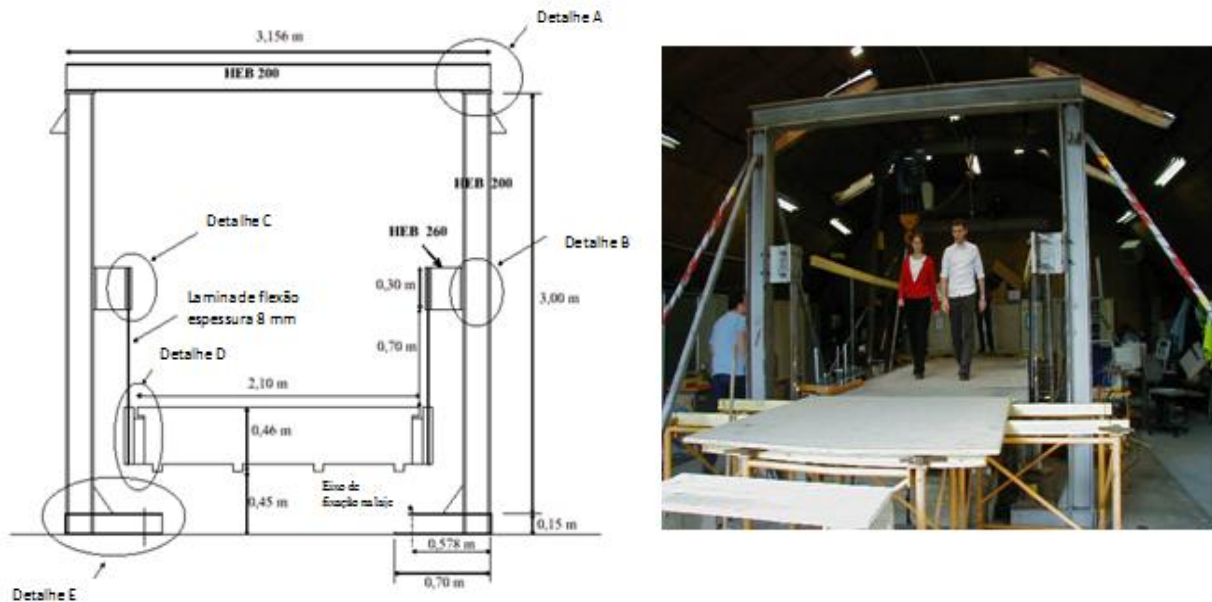 Detalhe A
3,156 m
HEB 200
HEB 200
Detalhe C
HEB 260
Detalhe B
0,30 m
3,00 m
Lamina de flexão
espessura 8 mm
0,70 m
Detalhe D
2,10 m
0,46 m
Eixo de
fixação na laje
0,45 m
0,15 m
0,578 m
0,70 m
Detalhe E